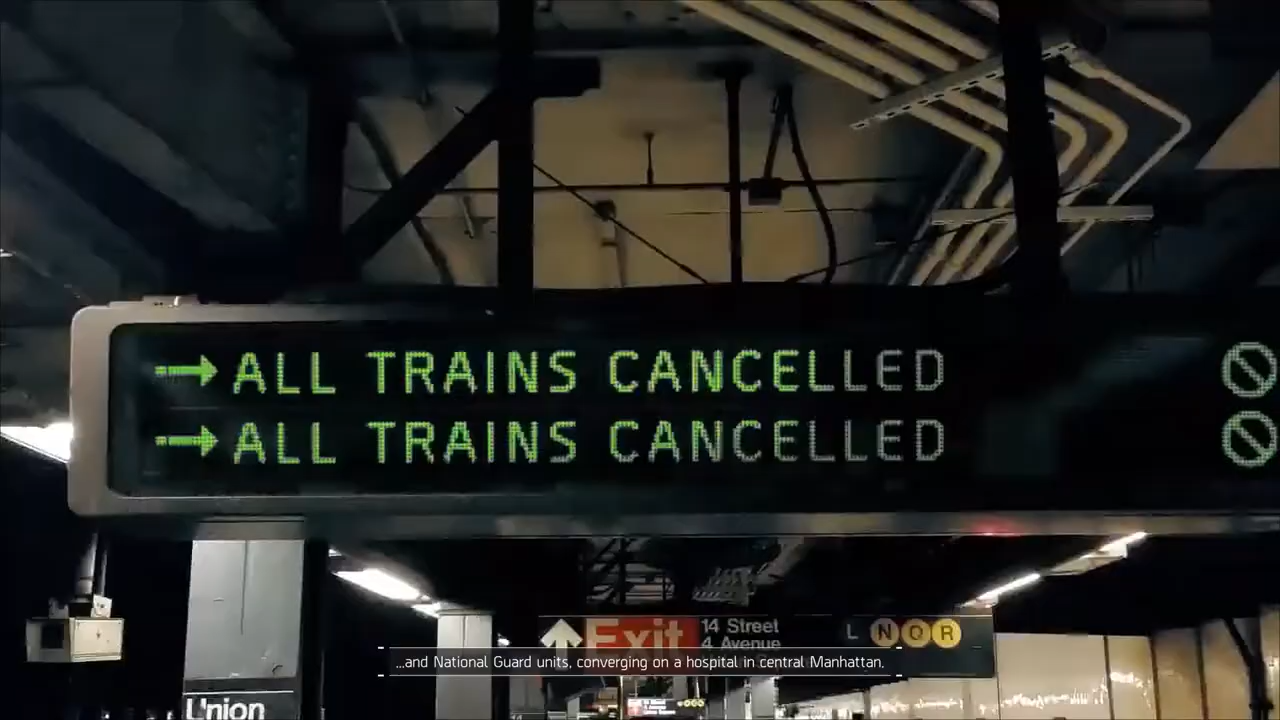 →ALL TRAINS CANCELLED
→ALL TRAINS CANCELLED
Exit
14 Street
4 Avenue
L N Q R
...and National Guard units, converging on a hospital in central Manhattan.
Union